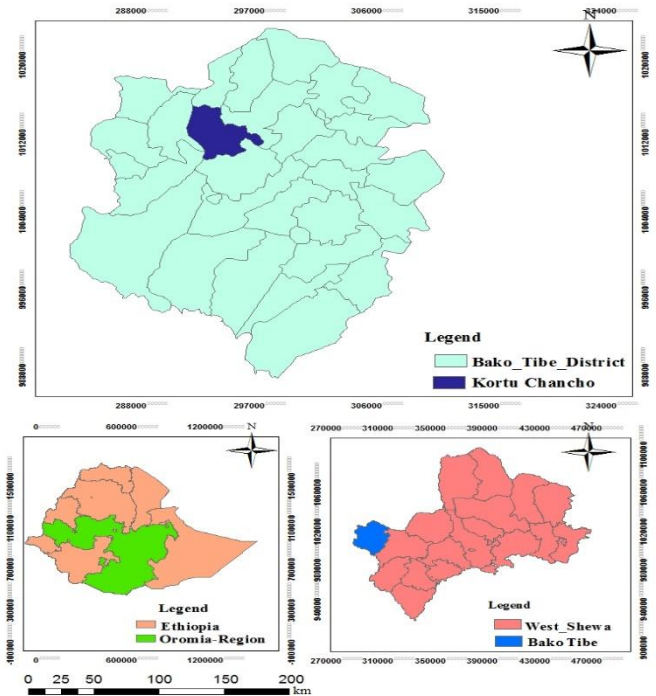 288000 297000 306000 315000 324000
N
1020000 1020000
1012000 1012000
1004000 1004000
996000 996000
988000 988000
Legend
Bako_Tibe_District
Kortu Chancho
288000 297000 306000 315000 324000
0 600000 1200000
N
1500000 1500000
1100000 1100000
700000 700000
300000 300000
-100000 -100000
Legend
Ethiopia
Oromia-Region
0 600000 1200000
270000 310000 350000 390000 430000 470000
N
1100000
1060000 1060000
1020000 1020000
980000 980000
940000 940000
900000
Legend
West_Shewa
Bako Tibe
270000 310000 350000 390000 430000 470000
0 25 50 100 150 200
km